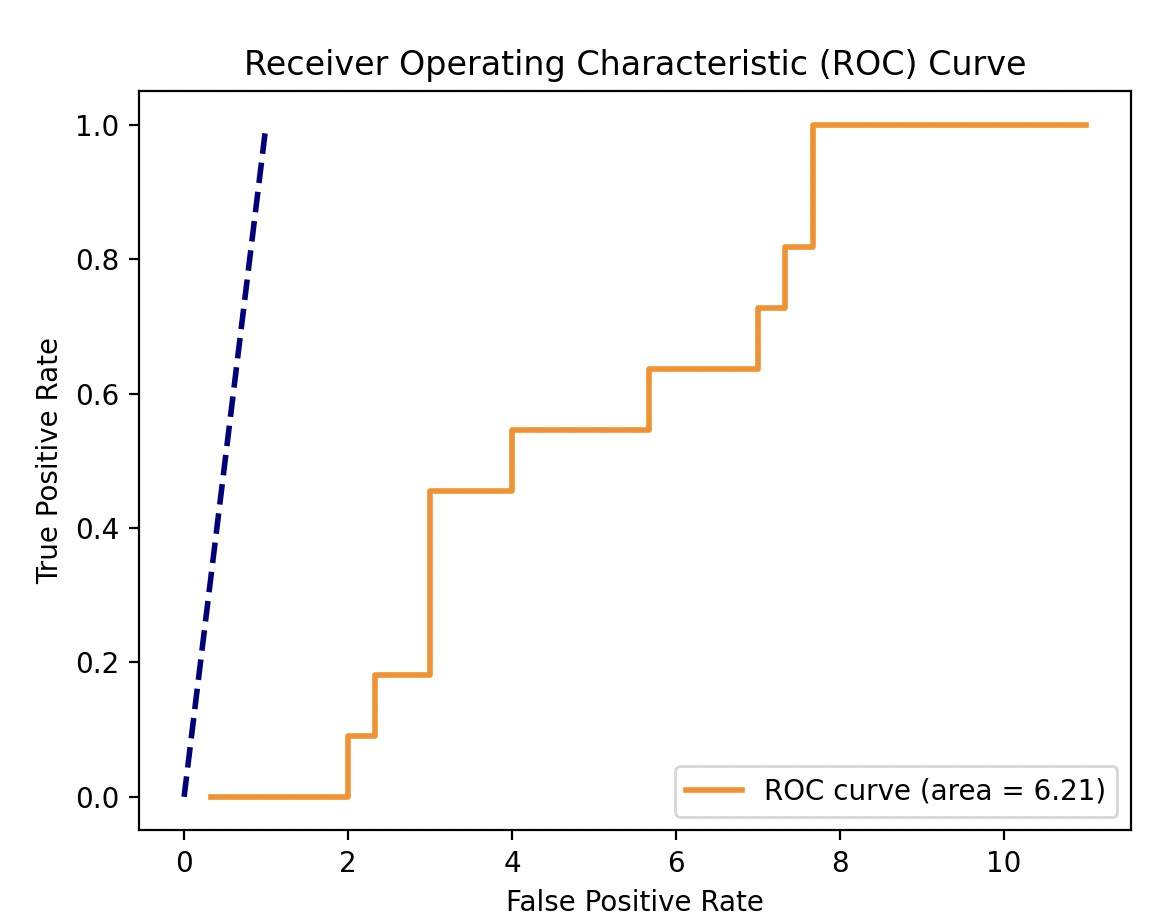 Receiver Operating Characteristic (ROC) Curve
1.0
0.8
0.6
0.4
0.2
0.0
True Positive Rate
ROC curve (area = 6.21)
0 2 4 6 8 10
False Positive Rate